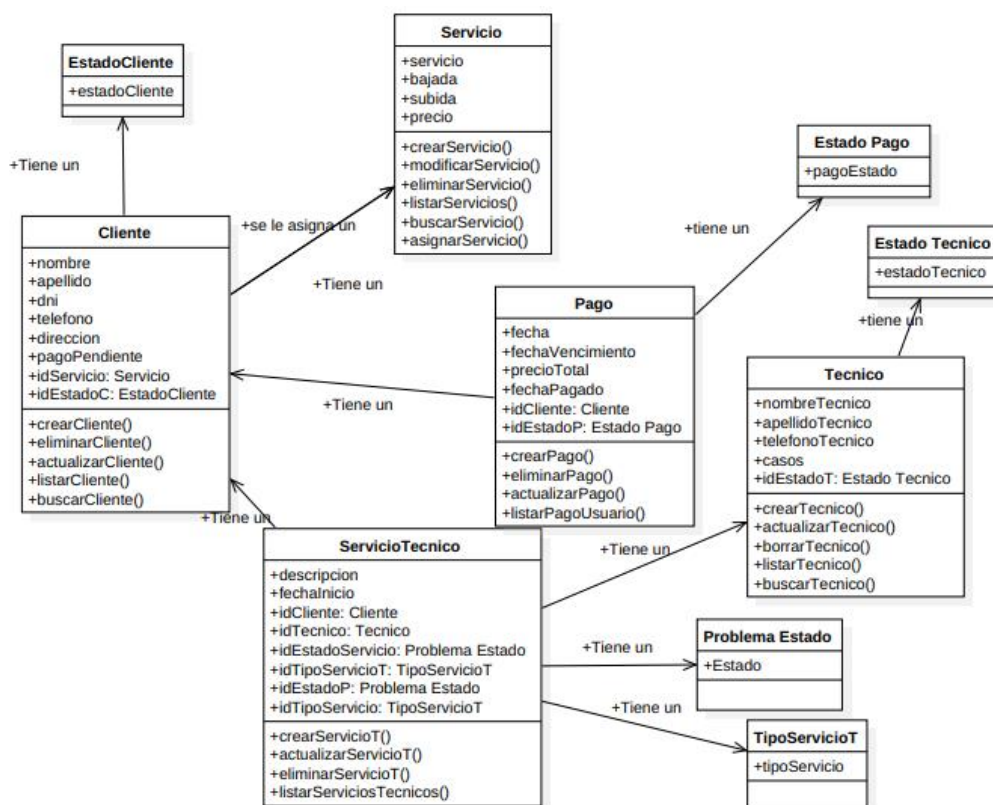 Servicio
+servicio
+bajada
+subida
+precio
+crearServicio()
+modificarServicio()
+eliminarServicio()
+listarServicios()
+buscarServicio()
+asignarServicio()
EstadoCliente
+estadoCliente
+Tiene un
+se le asigna un
+Tiene un
Cliente
+nombre
+apellido
+dni
+telefono
+direccion
+pagoPendiente
+idServicio: Servicio
+idEstadoC: EstadoCliente
+crearCliente()
+eliminarCliente()
+actualizarCliente()
+listarCliente()
+buscarCliente()
Estado Pago
+pagoEstado
+tiene un
Estado Tecnico
+estadoTecnico
+tiene un
Pago
+fecha
+fechaVencimiento
+precioTotal
+fechaPagado
+idCliente: Cliente
+idEstadoP: Estado Pago
+crearPago()
+eliminarPago()
+actualizarPago()
+listarPagoUsuario()
+Tiene un
Tecnico
+nombreTecnico
+apellidoTecnico
+telefonoTecnico
+casos
+idEstadoT: Estado Tecnico
+crearTecnico()
+actualizarTecnico()
+borrarTecnico()
+listarTecnico()
+buscarTecnico()
+Tiene un
ServicioTecnico
+descripcion
+fechaInicio
+idCliente: Cliente
+idTecnico: Tecnico
+idEstadoServicio: Problema Estado
+idTipoServicioT: TipoServicioT
+idEstadoP: Problema Estado
+idTipoServicio: TipoServicioT
+crearServicioT()
+actualizarServicioT()
+eliminarServicioT()
+listarServiciosTecnicos()
+Tiene un
+Tiene un
Problema Estado
+Estado
+Tiene un
TipoServicioT
+tipoServicio